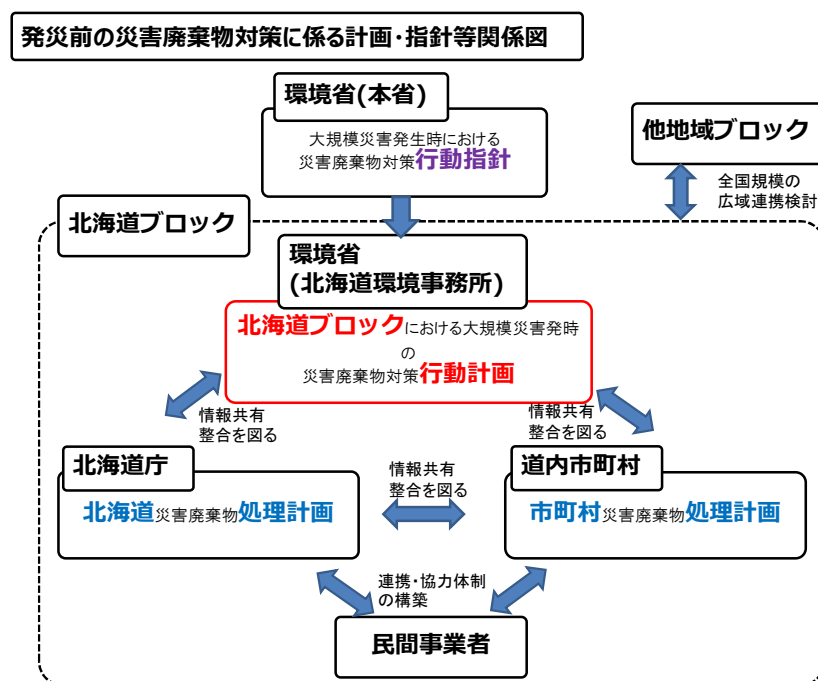 発災前の災害廃棄物対策に係る計画・指針等関係図
環境省(本省)
大規模災害発生時における
災害廃棄物対策行動指針
他地域ブロック
全国規模の
広域連携検討
北海道ブロック
環境省
(北海道環境事務所)
北海道ブロックにおける大規模災害発時
の
災害廃棄物対策行動計画
情報共有
整合を図る
情報共有
整合を図る
北海道庁
北海道災害廃棄物処理計画
情報共有
整合を図る
道内市町村
市町村災害廃棄物処理計画
連携・協力体制
の構築
民間事業者